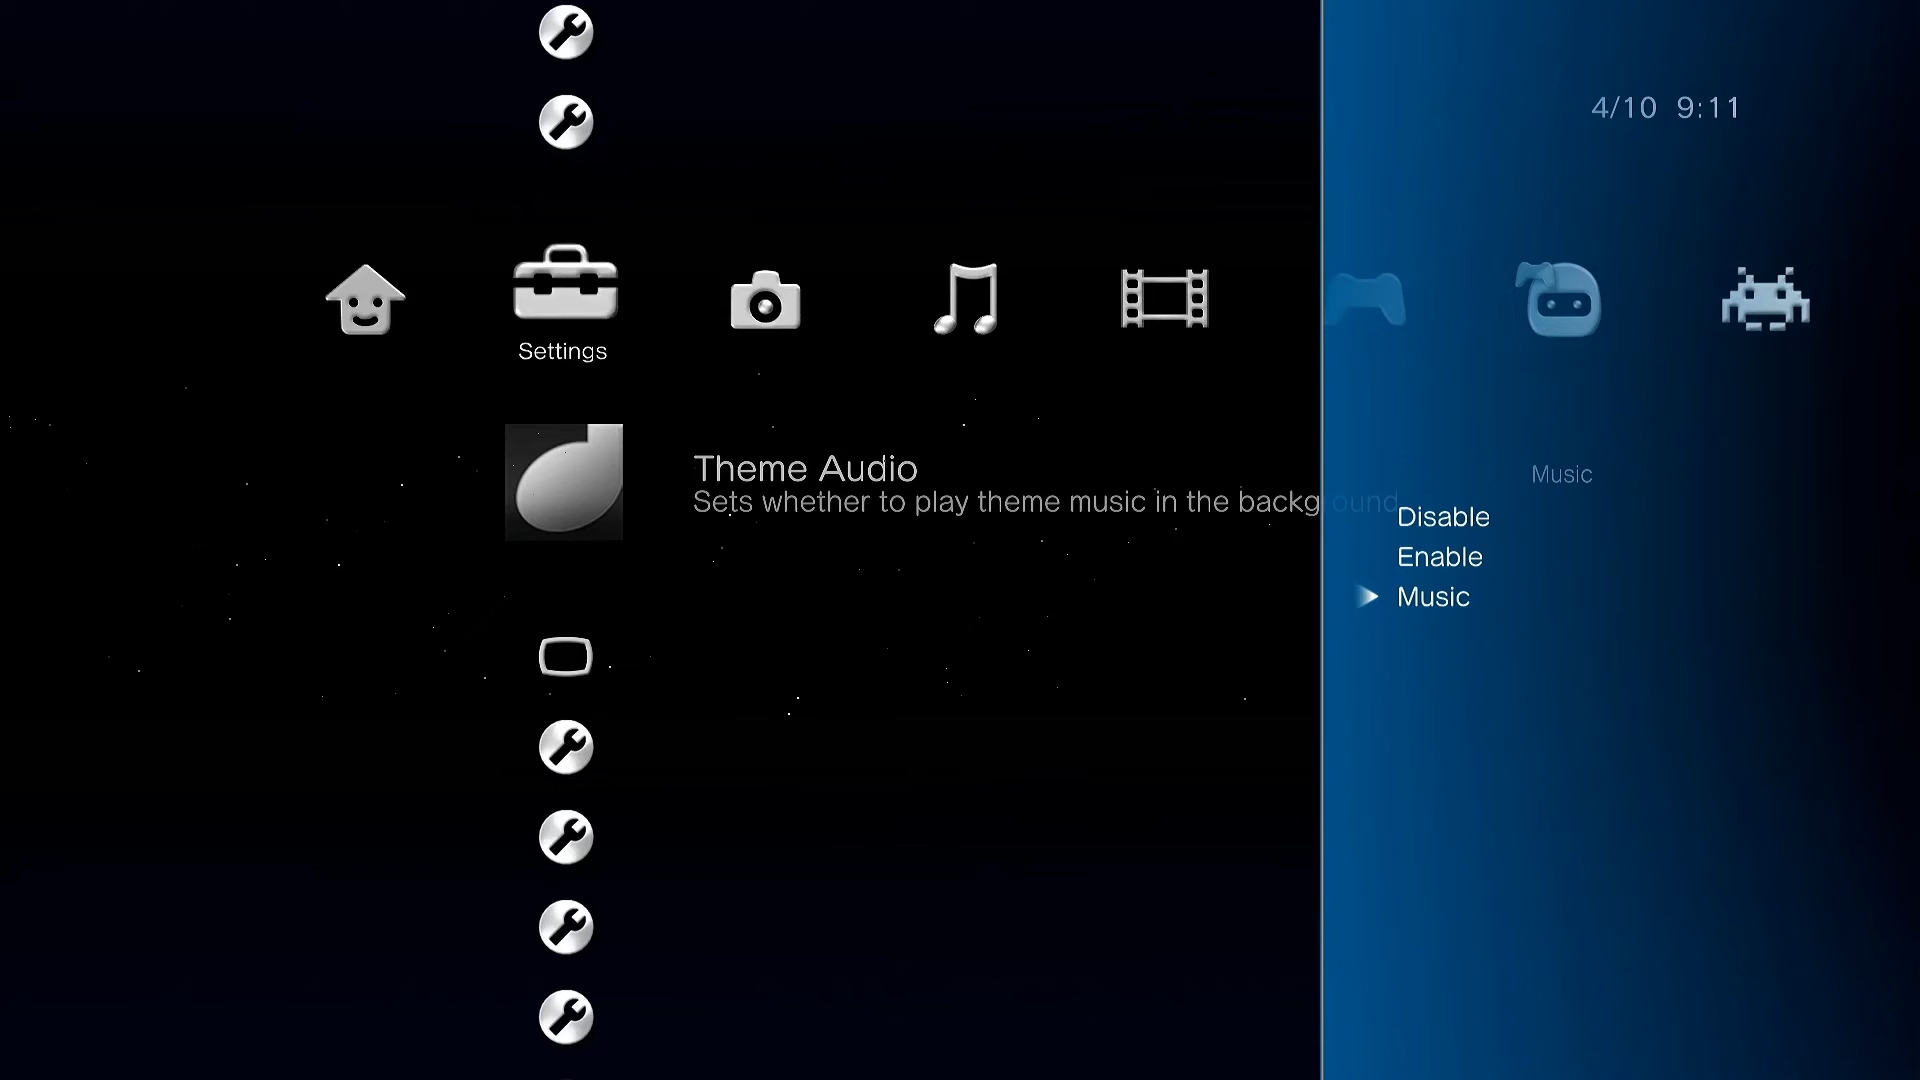 4/10 9:11
Settings
Theme Audio
Music
Sets whether to play theme music in the background
Disable
Enable
Music